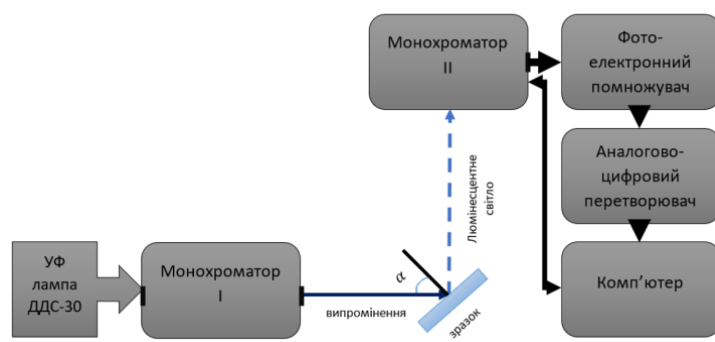 Монохроматор
II
Фото-
електронний
помножувач
Аналогово-
цифровий
перетворювач
Комп’ютер
Люмінесцентне
світло
УФ
лампа
ДДС-30
Монохроматор
I
α
випромінення
зразок